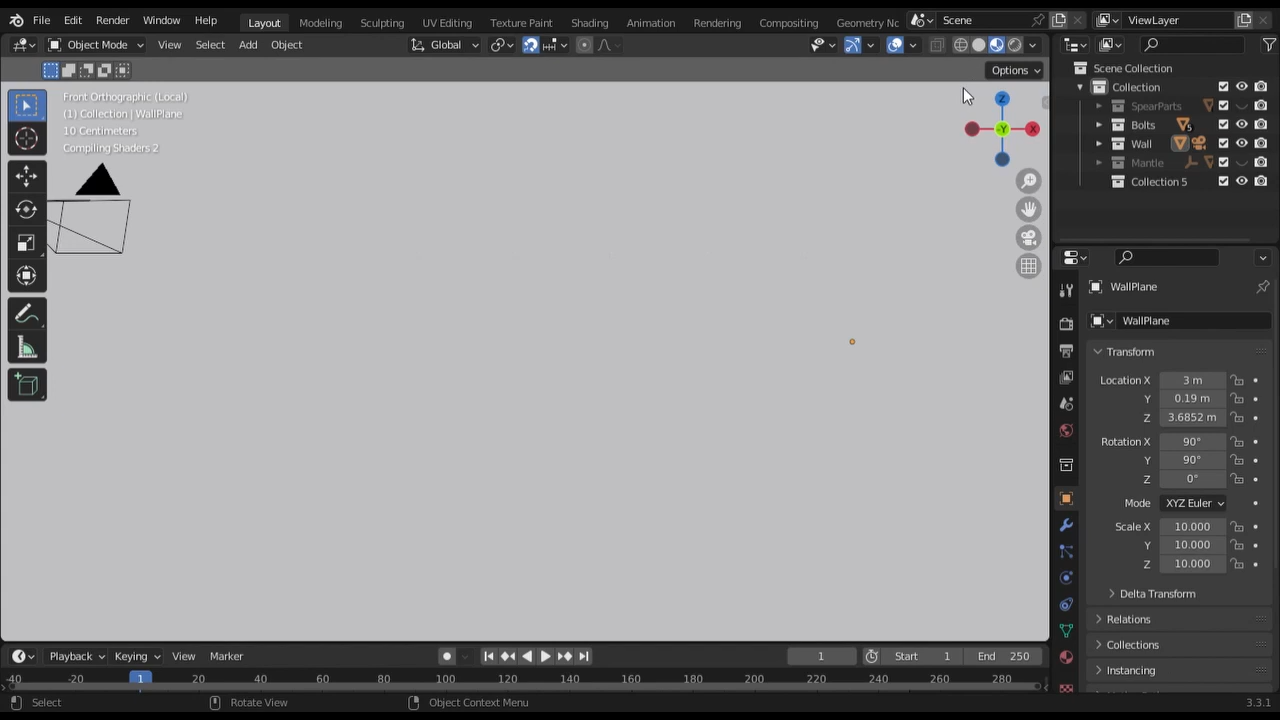 File Edit Render Window Help Layout Modeling Sculpting UV Editing Texture Paint Shading Animation Rendering Compositing Geometry Nc Scene ViewLayer
Object Mode View Select Add Object Global
Options
Front Orthographic (Local)
(1) Collection | WallPlane
10 Centimeters
Compiling Shaders 2
Z
-Y
X
Scene Collection
Collection
SpearParts
Bolts 5
Wall
Mantle
Collection 5
WallPlane
WallPlane
Transform
Location X 3 m
Y 0.19 m
Z 3.6852 m
Rotation X 90°
Y 90°
Z 0°
Mode XYZ Euler
Scale X 10.000
Y 10.000
Z 10.000
Delta Transform
Relations
Collections
Instancing
Playback Keying View Marker 1 Start 1 End 250
-40 -20 1 20 40 60 80 100 120 140 160 180 200 220 240 260 280
Select Rotate View Object Context Menu 3.3.1